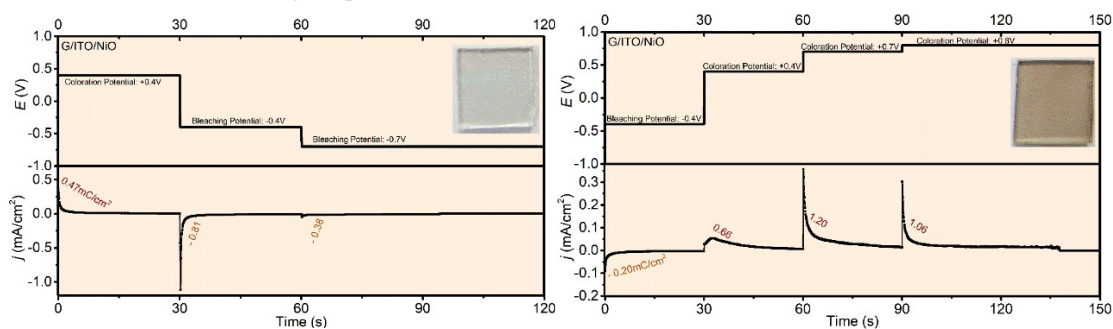 0 30 60 90 120
G/ITO/NiO
1.0
0.5
0.0
-0.5
-1.0
E (V)
Coloration Potential: +0.4V
Bleaching Potential: -0.4V
Bleaching Potential: -0.7V
0.5
0.0
-0.5
-1.0
j (mA/cm²)
0.47mC/cm²
- 0.81
- 0.38
0 30 60 90 120
Time (s)
0 30 60 90 120 150
G/ITO/NiO
1.0
0.5
0.0
-0.5
-1.0
E (V)
Bleaching Potential: -0.4V
Coloration Potential: +0.4V
Coloration Potential: +0.7V
Coloration Potential: +0.8V
0.3
0.2
0.1
0.0
-0.1
-0.2
j (mA/cm²)
- 0.20mC/cm²
0.66
1.20
1.06
0 30 60 90 120 150
Time (s)